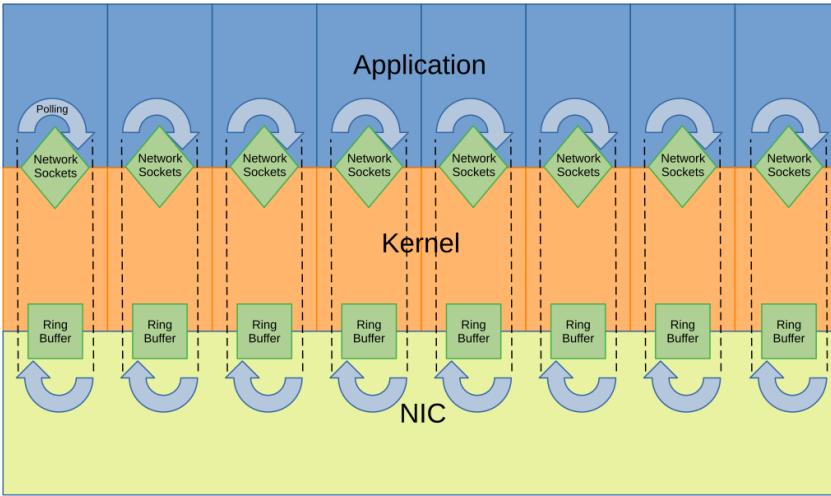 Application
Polling
Network
Sockets
Network
Sockets
Network
Sockets
Network
Sockets
Network
Sockets
Network
Sockets
Network
Sockets
Network
Sockets
Kernel
Ring
Buffer
Ring
Buffer
Ring
Buffer
Ring
Buffer
Ring
Buffer
Ring
Buffer
Ring
Buffer
Ring
Buffer
NIC